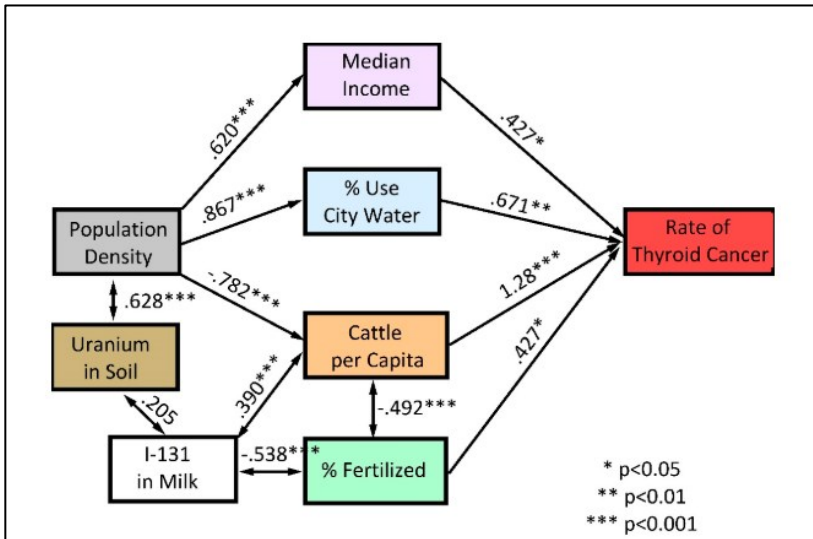 Median
Income
.620***
.427*
% Use
City Water
.867***
.671**
Population
Density
Rate of
Thyroid Cancer
-.782***
1.28***
.628***
Cattle
per Capita
Uranium
in Soil
.390***
.427*
.205
-.492***
I-131
in Milk
-.538***
% Fertilized
* p<0.05
** p<0.01
*** p<0.001